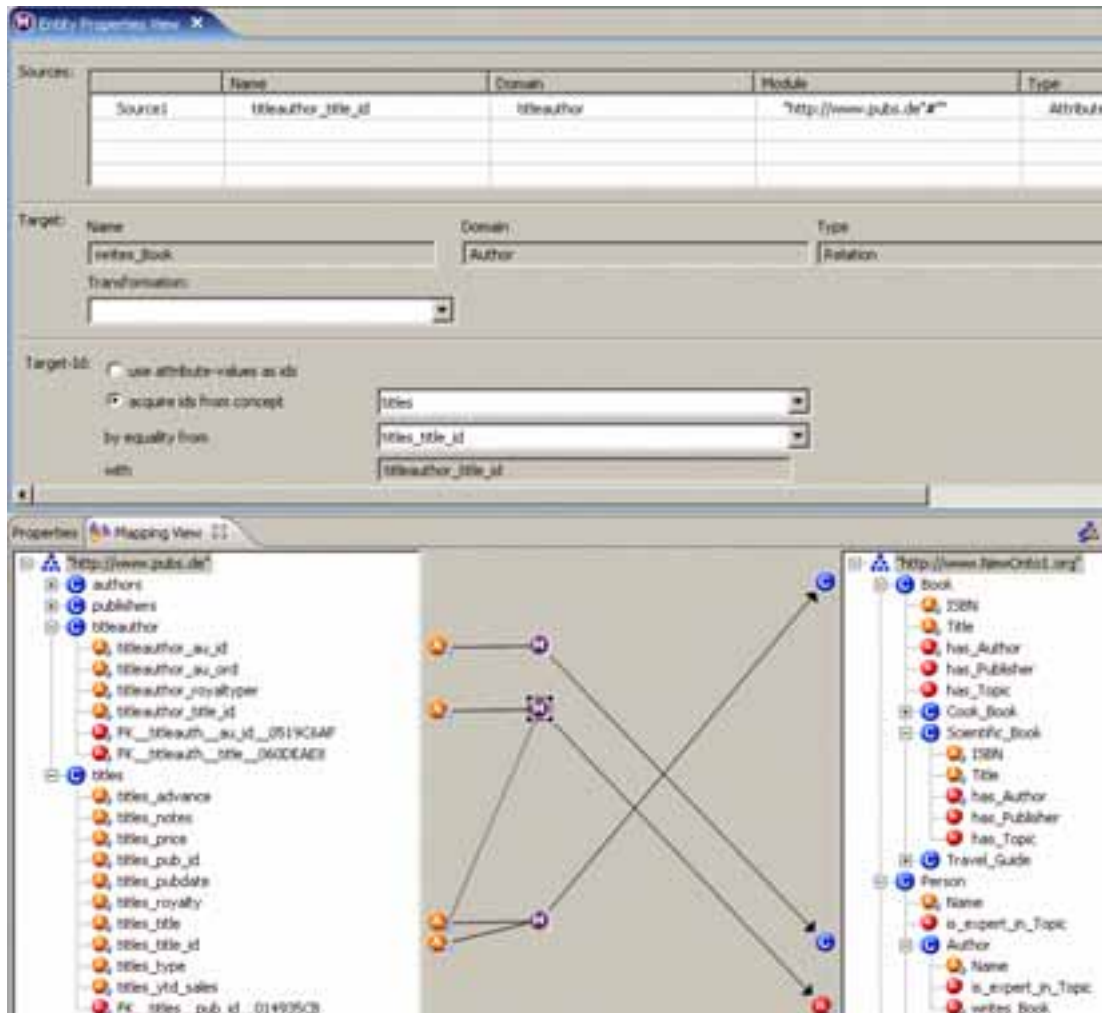 Entity Properties View
Sources:
Name Domain Module Type
Source1 titleauthor_title_id titleauthor "http://www.pubs.de"#"" Attribute
Target: Name Domain Type
writes_Book Author Relation
Transformation:
Target-Id: use attribute-values as ids
acquire ids from concept titles
by equality from titles_title_id
with titleauthor_title_id
Properties Mapping View
"http://www.pubs.de"
authors
publishers
titleauthor
titleauthor_au_id
titleauthor_au_ord
titleauthor_royaltyper
titleauthor_title_id
FK__titleauth__au_id__0519C6AF
FK__titleauth__title__060DEAE8
titles
titles_advance
titles_notes
titles_price
titles_pub_id
titles_pubdate
titles_royalty
titles_title
titles_title_id
titles_type
titles_ytd_sales
FK__titles__pub_id__014935CB
"http://www.NewOnto1.org"
Book
ISBN
Title
has_Author
has_Publisher
has_Topic
Cook_Book
Scientific_Book
ISBN
Title
has_Author
has_Publisher
has_Topic
Travel_Guide
Person
Name
is_expert_in_Topic
Author
Name
is_expert_in_Topic
writes_Book